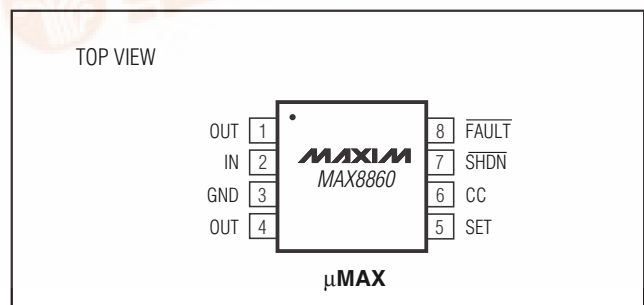 TOP VIEW
OUT 1
IN 2
GND 3
OUT 4
MAXIM
MAX8860
8 FAULT
7 SHDN
6 CC
5 SET
µMAX